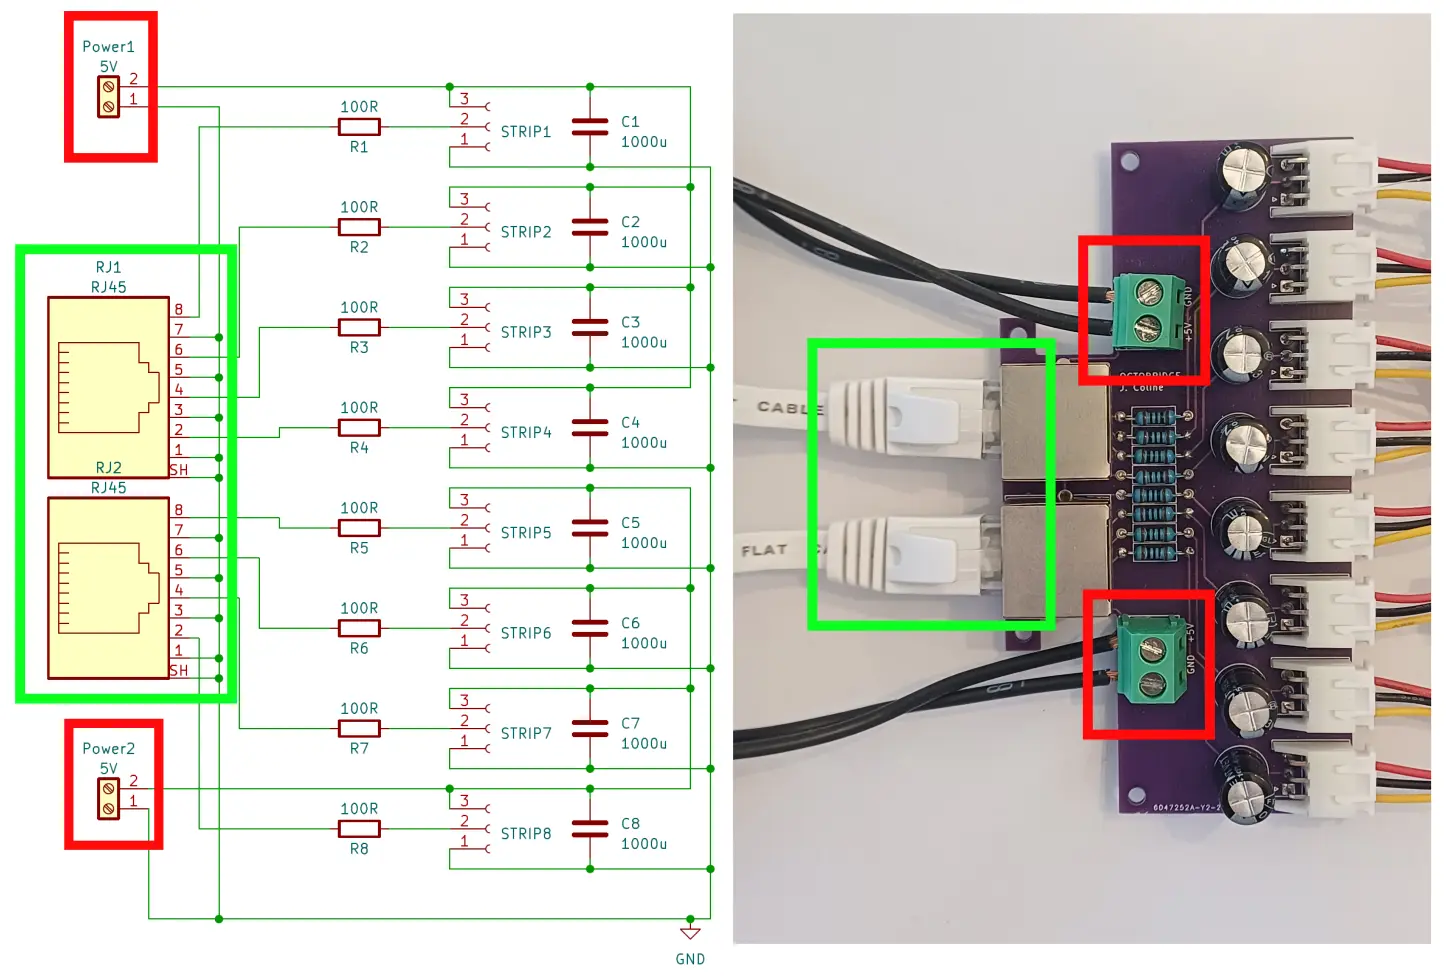 Power1
5V
2
1
100R
R1
3
2
1
STRIP1
C1
1000u
100R
R2
3
2
1
STRIP2
C2
1000u
100R
R3
3
2
1
STRIP3
C3
1000u
100R
R4
3
2
1
STRIP4
C4
1000u
RJ1
RJ45
8
7
6
5
4
3
2
1
SH
RJ2
RJ45
8
7
6
5
4
3
2
1
SH
100R
R5
3
2
1
STRIP5
C5
1000u
100R
R6
3
2
1
STRIP6
C6
1000u
100R
R7
3
2
1
STRIP7
C7
1000u
Power2
5V
2
1
100R
R8
3
2
1
STRIP8
C8
1000u
GND
GND
+5V
OCTOBRIDGE
J. Coline
CABLE
FLAT
+5V
GND
6047252A-Y2-2